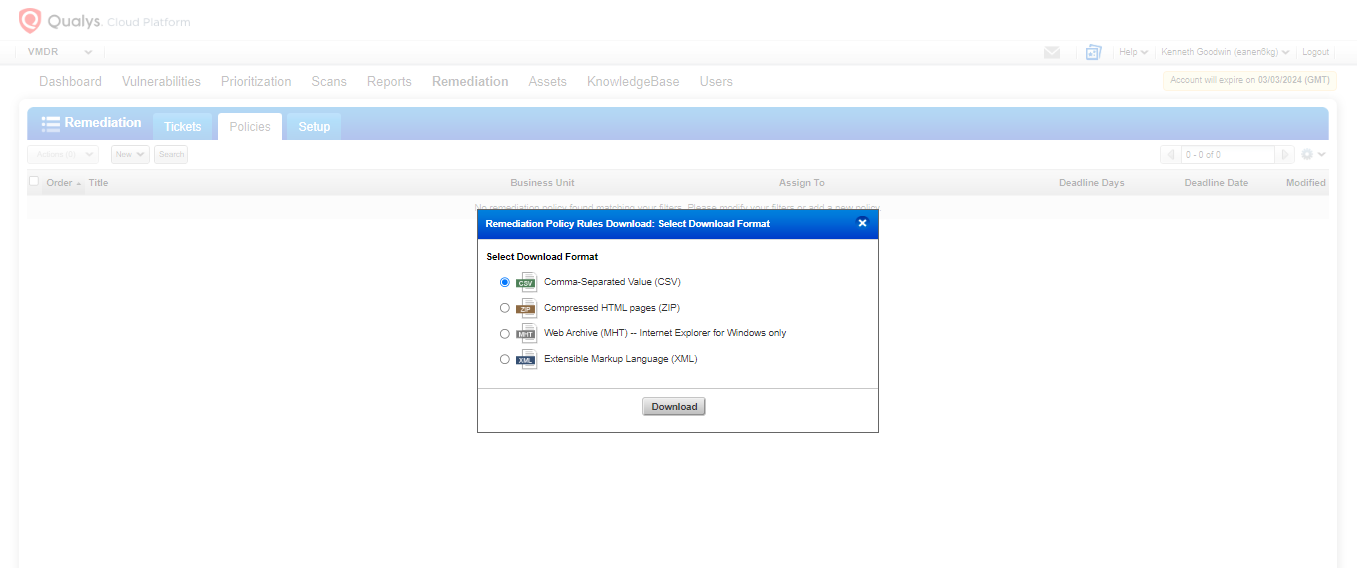 Qualys. Cloud Platform
VMDR
Help Kenneth Goodwin (eanen8kg) Logout
Dashboard Vulnerabilities Prioritization Scans Reports Remediation Assets KnowledgeBase Users
Account will expire on 03/03/2024 (GMT)
Remediation Tickets Policies Setup
Actions (0) New Search 0 - 0 of 0
Order Title Business Unit Assign To Deadline Days Deadline Date Modified
No remediation policy found matching your filters. Please modify your filters or add a new policy.
Remediation Policy Rules Download: Select Download Format
Select Download Format
CSV Comma-Separated Value (CSV)
ZIP Compressed HTML pages (ZIP)
MHT Web Archive (MHT) -- Internet Explorer for Windows only
XML Extensible Markup Language (XML)
Download